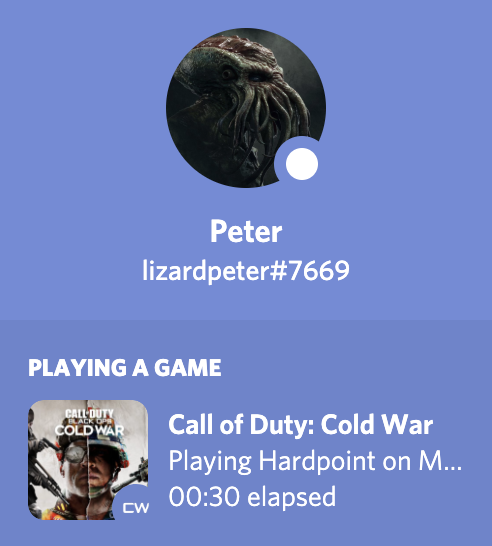 Peter
lizardpeter#7669
PLAYING A GAME
CALL OF DUTY
BLACK OPS
COLD WAR
CW
Call of Duty: Cold War
Playing Hardpoint on M...
00:30 elapsed